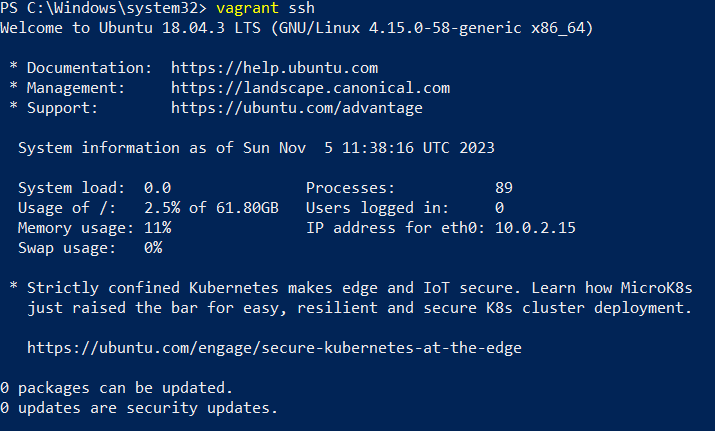 PS C:\Windows\system32> vagrant ssh
Welcome to Ubuntu 18.04.3 LTS (GNU/Linux 4.15.0-58-generic x86_64)
* Documentation:  https://help.ubuntu.com
* Management:     https://landscape.canonical.com
* Support:        https://ubuntu.com/advantage
System information as of Sun Nov  5 11:38:16 UTC 2023
System load:  0.0               Processes:           89
Usage of /:   2.5% of 61.80GB   Users logged in:     0
Memory usage: 11%               IP address for eth0: 10.0.2.15
Swap usage:   0%
* Strictly confined Kubernetes makes edge and IoT secure. Learn how MicroK8s
just raised the bar for easy, resilient and secure K8s cluster deployment.
https://ubuntu.com/engage/secure-kubernetes-at-the-edge
0 packages can be updated.
0 updates are security updates.